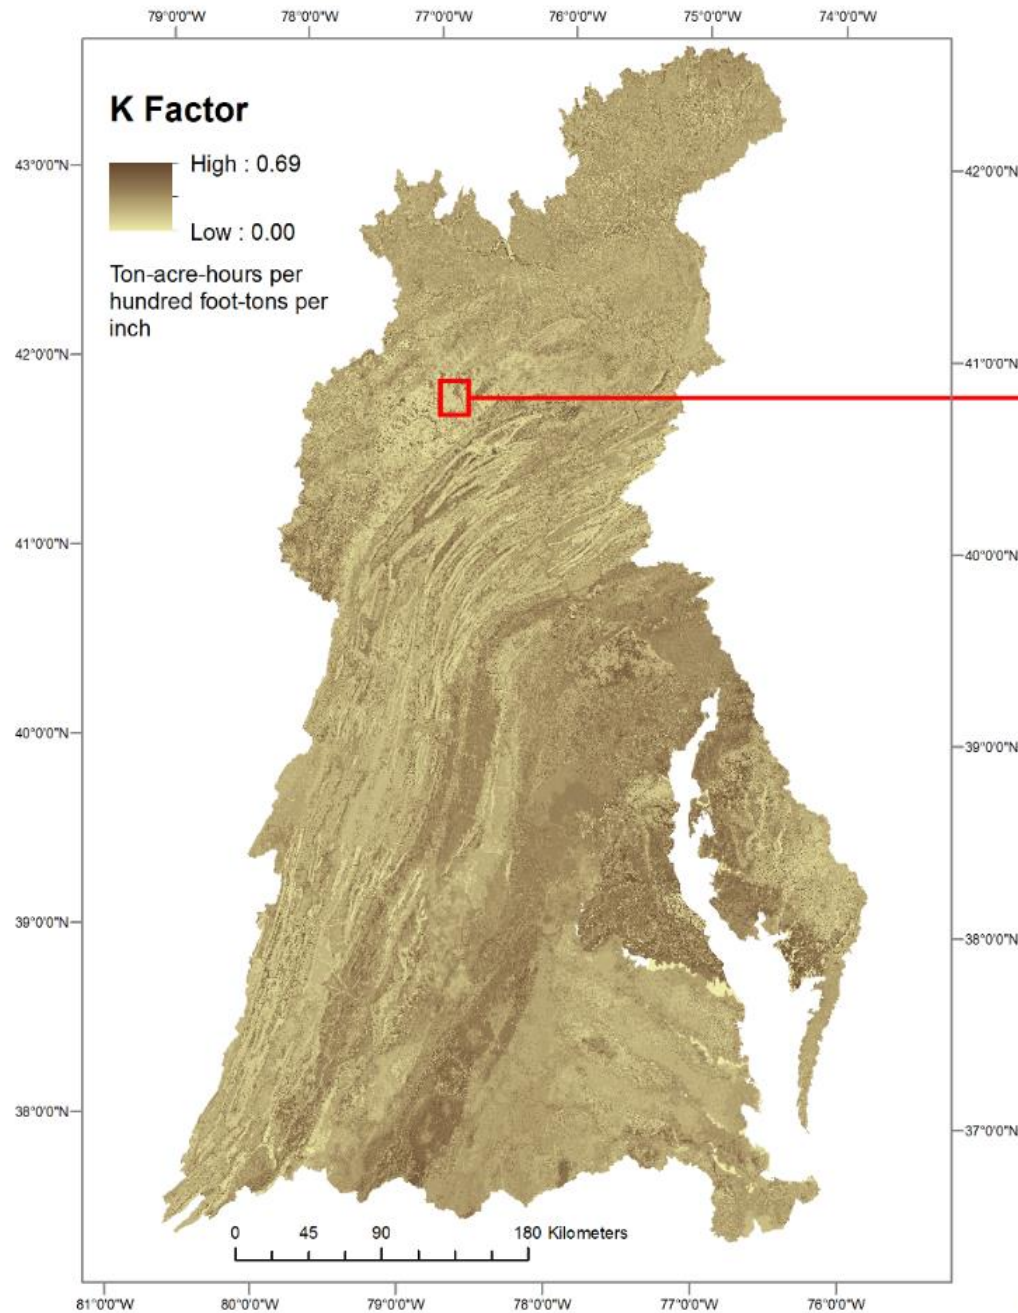 79°0'0"W 78°0'0"W 77°0'0"W 76°0'0"W 75°0'0"W 74°0'0"W
K Factor
High : 0.69
Low : 0.00
Ton-acre-hours per
hundred foot-tons per
inch
43°0'0"N
42°0'0"N
42°0'0"N
41°0'0"N
41°0'0"N
40°0'0"N
40°0'0"N
39°0'0"N
39°0'0"N
38°0'0"N
38°0'0"N
37°0'0"N
0 45 90 180 Kilometers
81°0'0"W 80°0'0"W 79°0'0"W 78°0'0"W 77°0'0"W 76°0'0"W